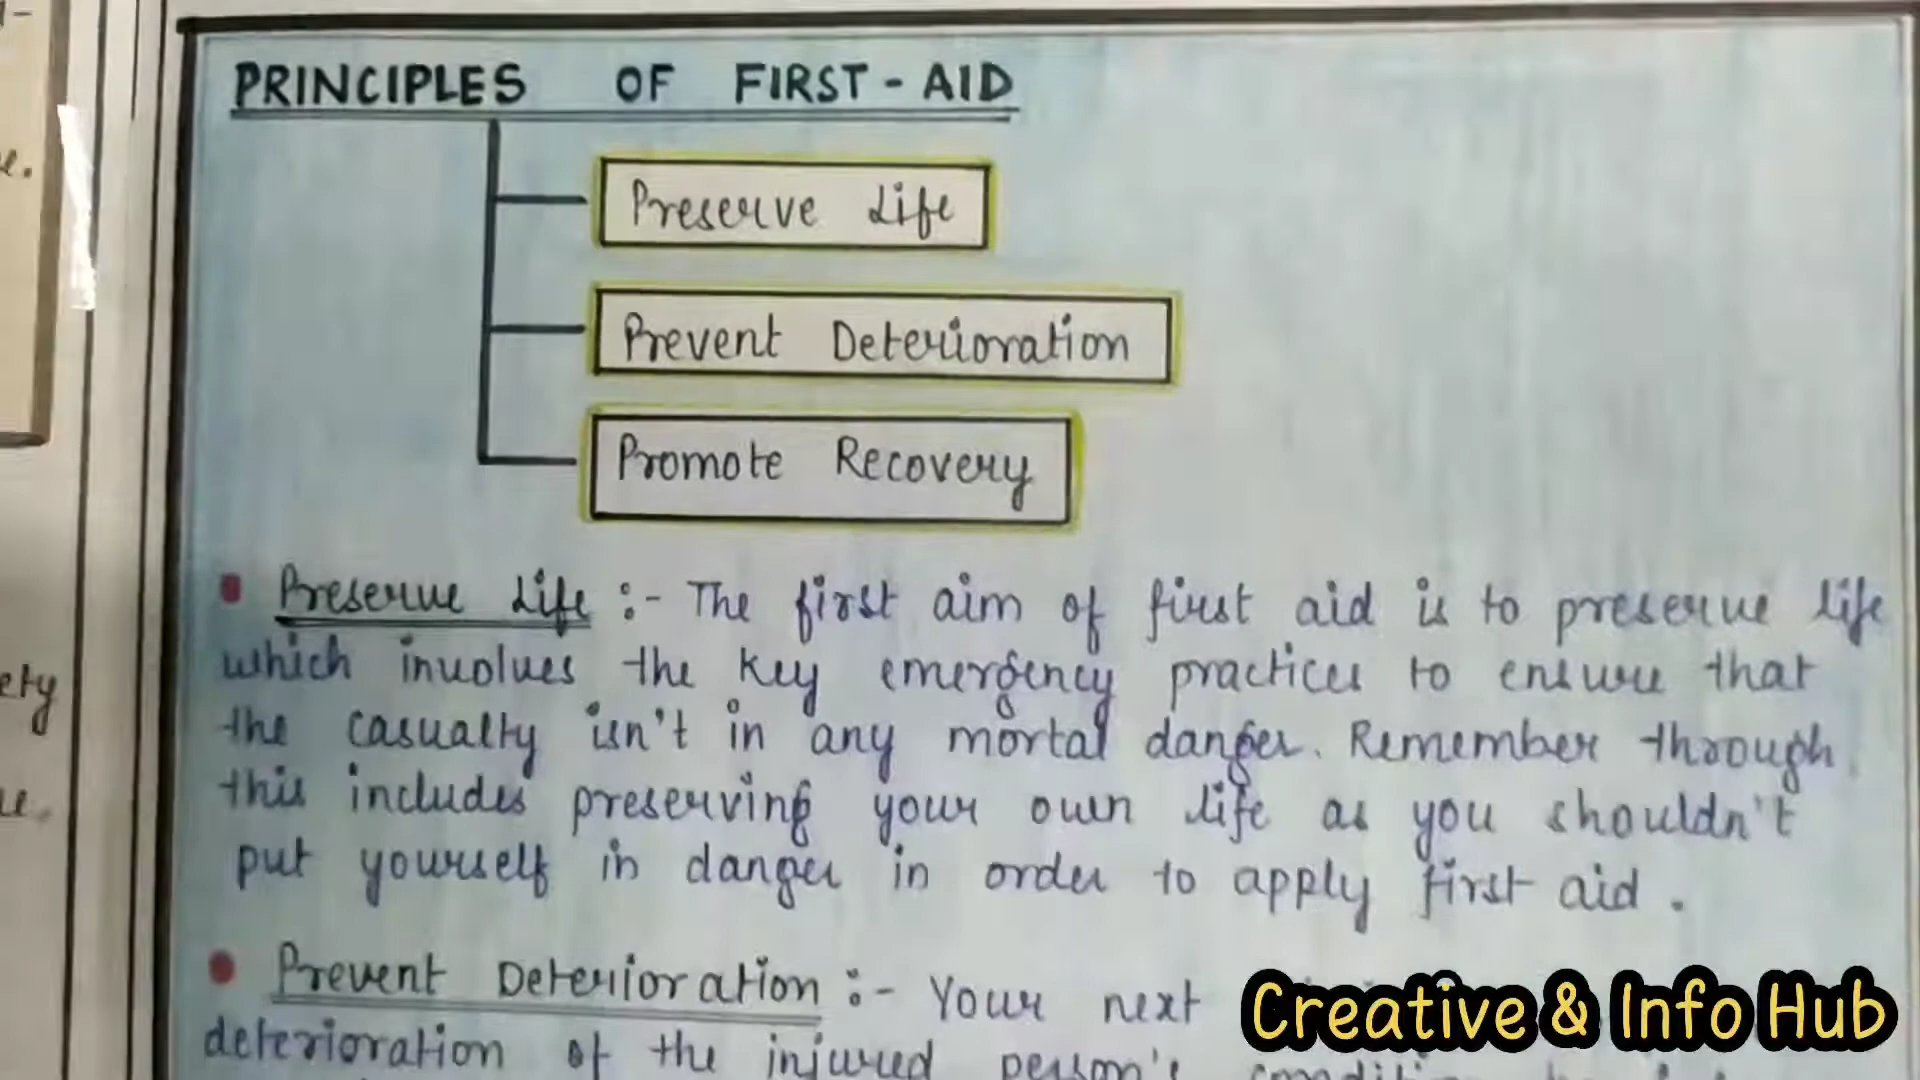 PRINCIPLES OF FIRST-AID
Preserve Life
Prevent Deterioration
Promote Recovery
Preserve Life :- The first aim of first aid is to preserve life
which involves the key emergency practices to ensure that
the casualty isn't in any mortal danger. Remember through
this includes preserving your own life as you shouldn't
put yourself in danger in order to apply first aid.
Prevent Deterioration :- Your next
deterioration of the injured person's
ety
Creative & Info Hub